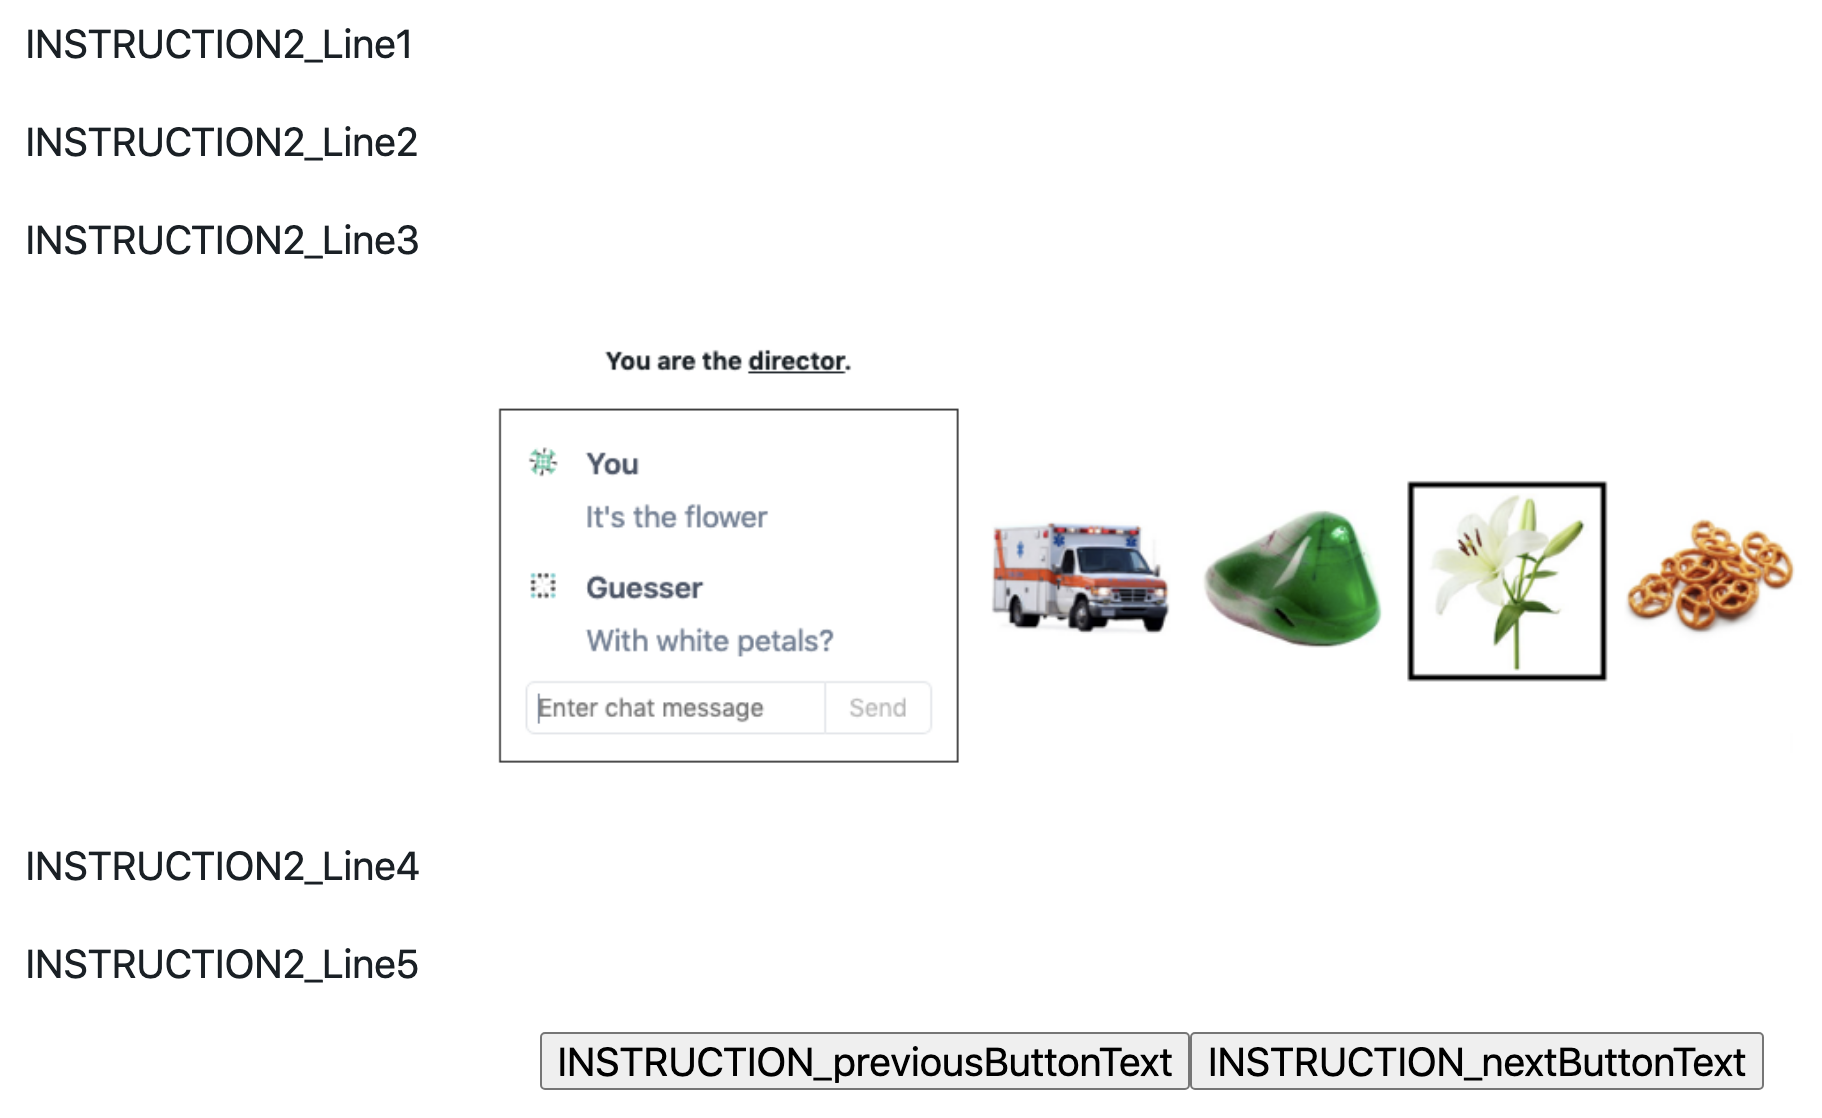 INSTRUCTION2_Line1
INSTRUCTION2_Line2
INSTRUCTION2_Line3
You are the director.
You
It's the flower
Guesser
With white petals?
Enter chat message
Send
INSTRUCTION2_Line4
INSTRUCTION2_Line5
INSTRUCTION_previousButtonText
INSTRUCTION_nextButtonText